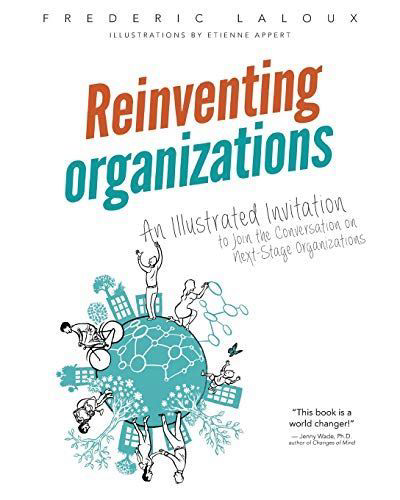 FREDERIC LALOUX
ILLUSTRATIONS BY ETIENNE APPERT
Reinventing
organizations
An Illustrated Invitation
to Join the Conversation on
Next-Stage Organizations
"This book is a
world changer!"
— Jenny Wade, Ph.D.
author of Changes of Mind